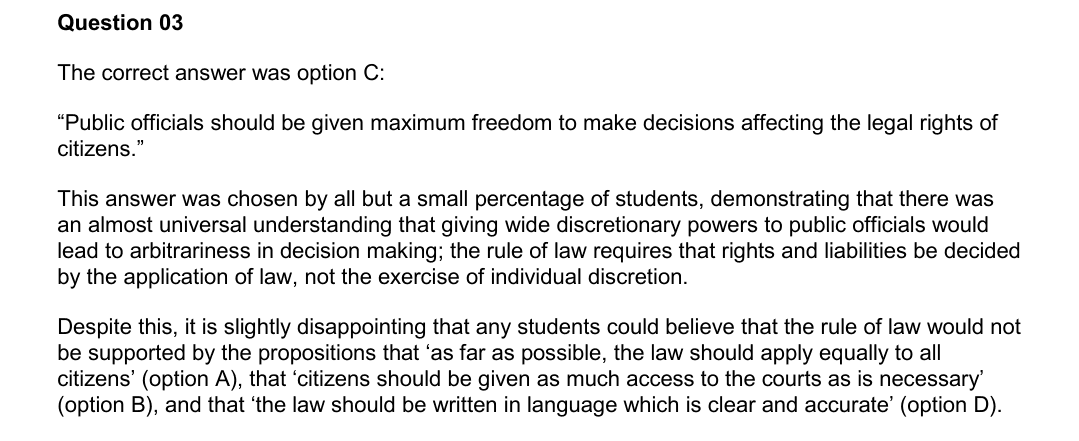 Question 03
The correct answer was option C:
“Public officials should be given maximum freedom to make decisions affecting the legal rights of
citizens.”
This answer was chosen by all but a small percentage of students, demonstrating that there was
an almost universal understanding that giving wide discretionary powers to public officials would
lead to arbitrariness in decision making; the rule of law requires that rights and liabilities be decided
by the application of law, not the exercise of individual discretion.
Despite this, it is slightly disappointing that any students could believe that the rule of law would not
be supported by the propositions that ‘as far as possible, the law should apply equally to all
citizens’ (option A), that ‘citizens should be given as much access to the courts as is necessary’
(option B), and that ‘the law should be written in language which is clear and accurate’ (option D).